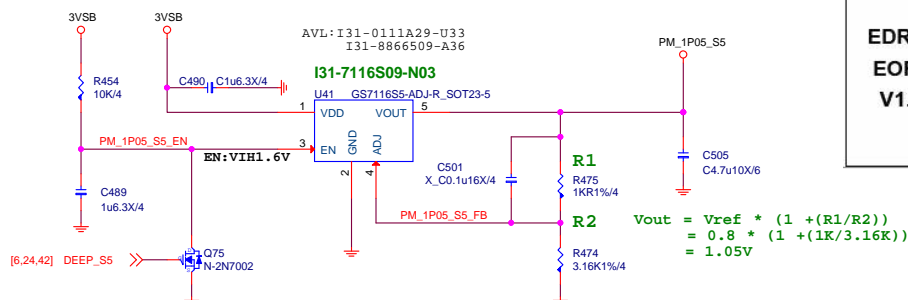 3VSB
3VSB
AVL:I31-0111A29-U33
I31-8866509-A36
PM_1P05_S5
EDR
R454
10K/4
C490
C1u6.3X/4
I31-7116S09-N03
U41
GS7116S5-ADJ-R_SOT23-5
1
VDD
VOUT
5
PM_1P05_S5_EN
3
EN
GND
ADJ
EN:VIH1.6V
2
4
C489
1u6.3X/4
C501
X_C0.1u16X/4
R1
R475
1KR1%/4
C505
C4.7u10X/6
PM_1P05_S5_FB
R2
R474
3.16K1%/4
Vout = Vref * (1 +(R1/R2))
= 0.8 * (1 +(1K/3.16K))
= 1.05V
[6,24,42] DEEP_S5
Q75
N-2N7002
V1.